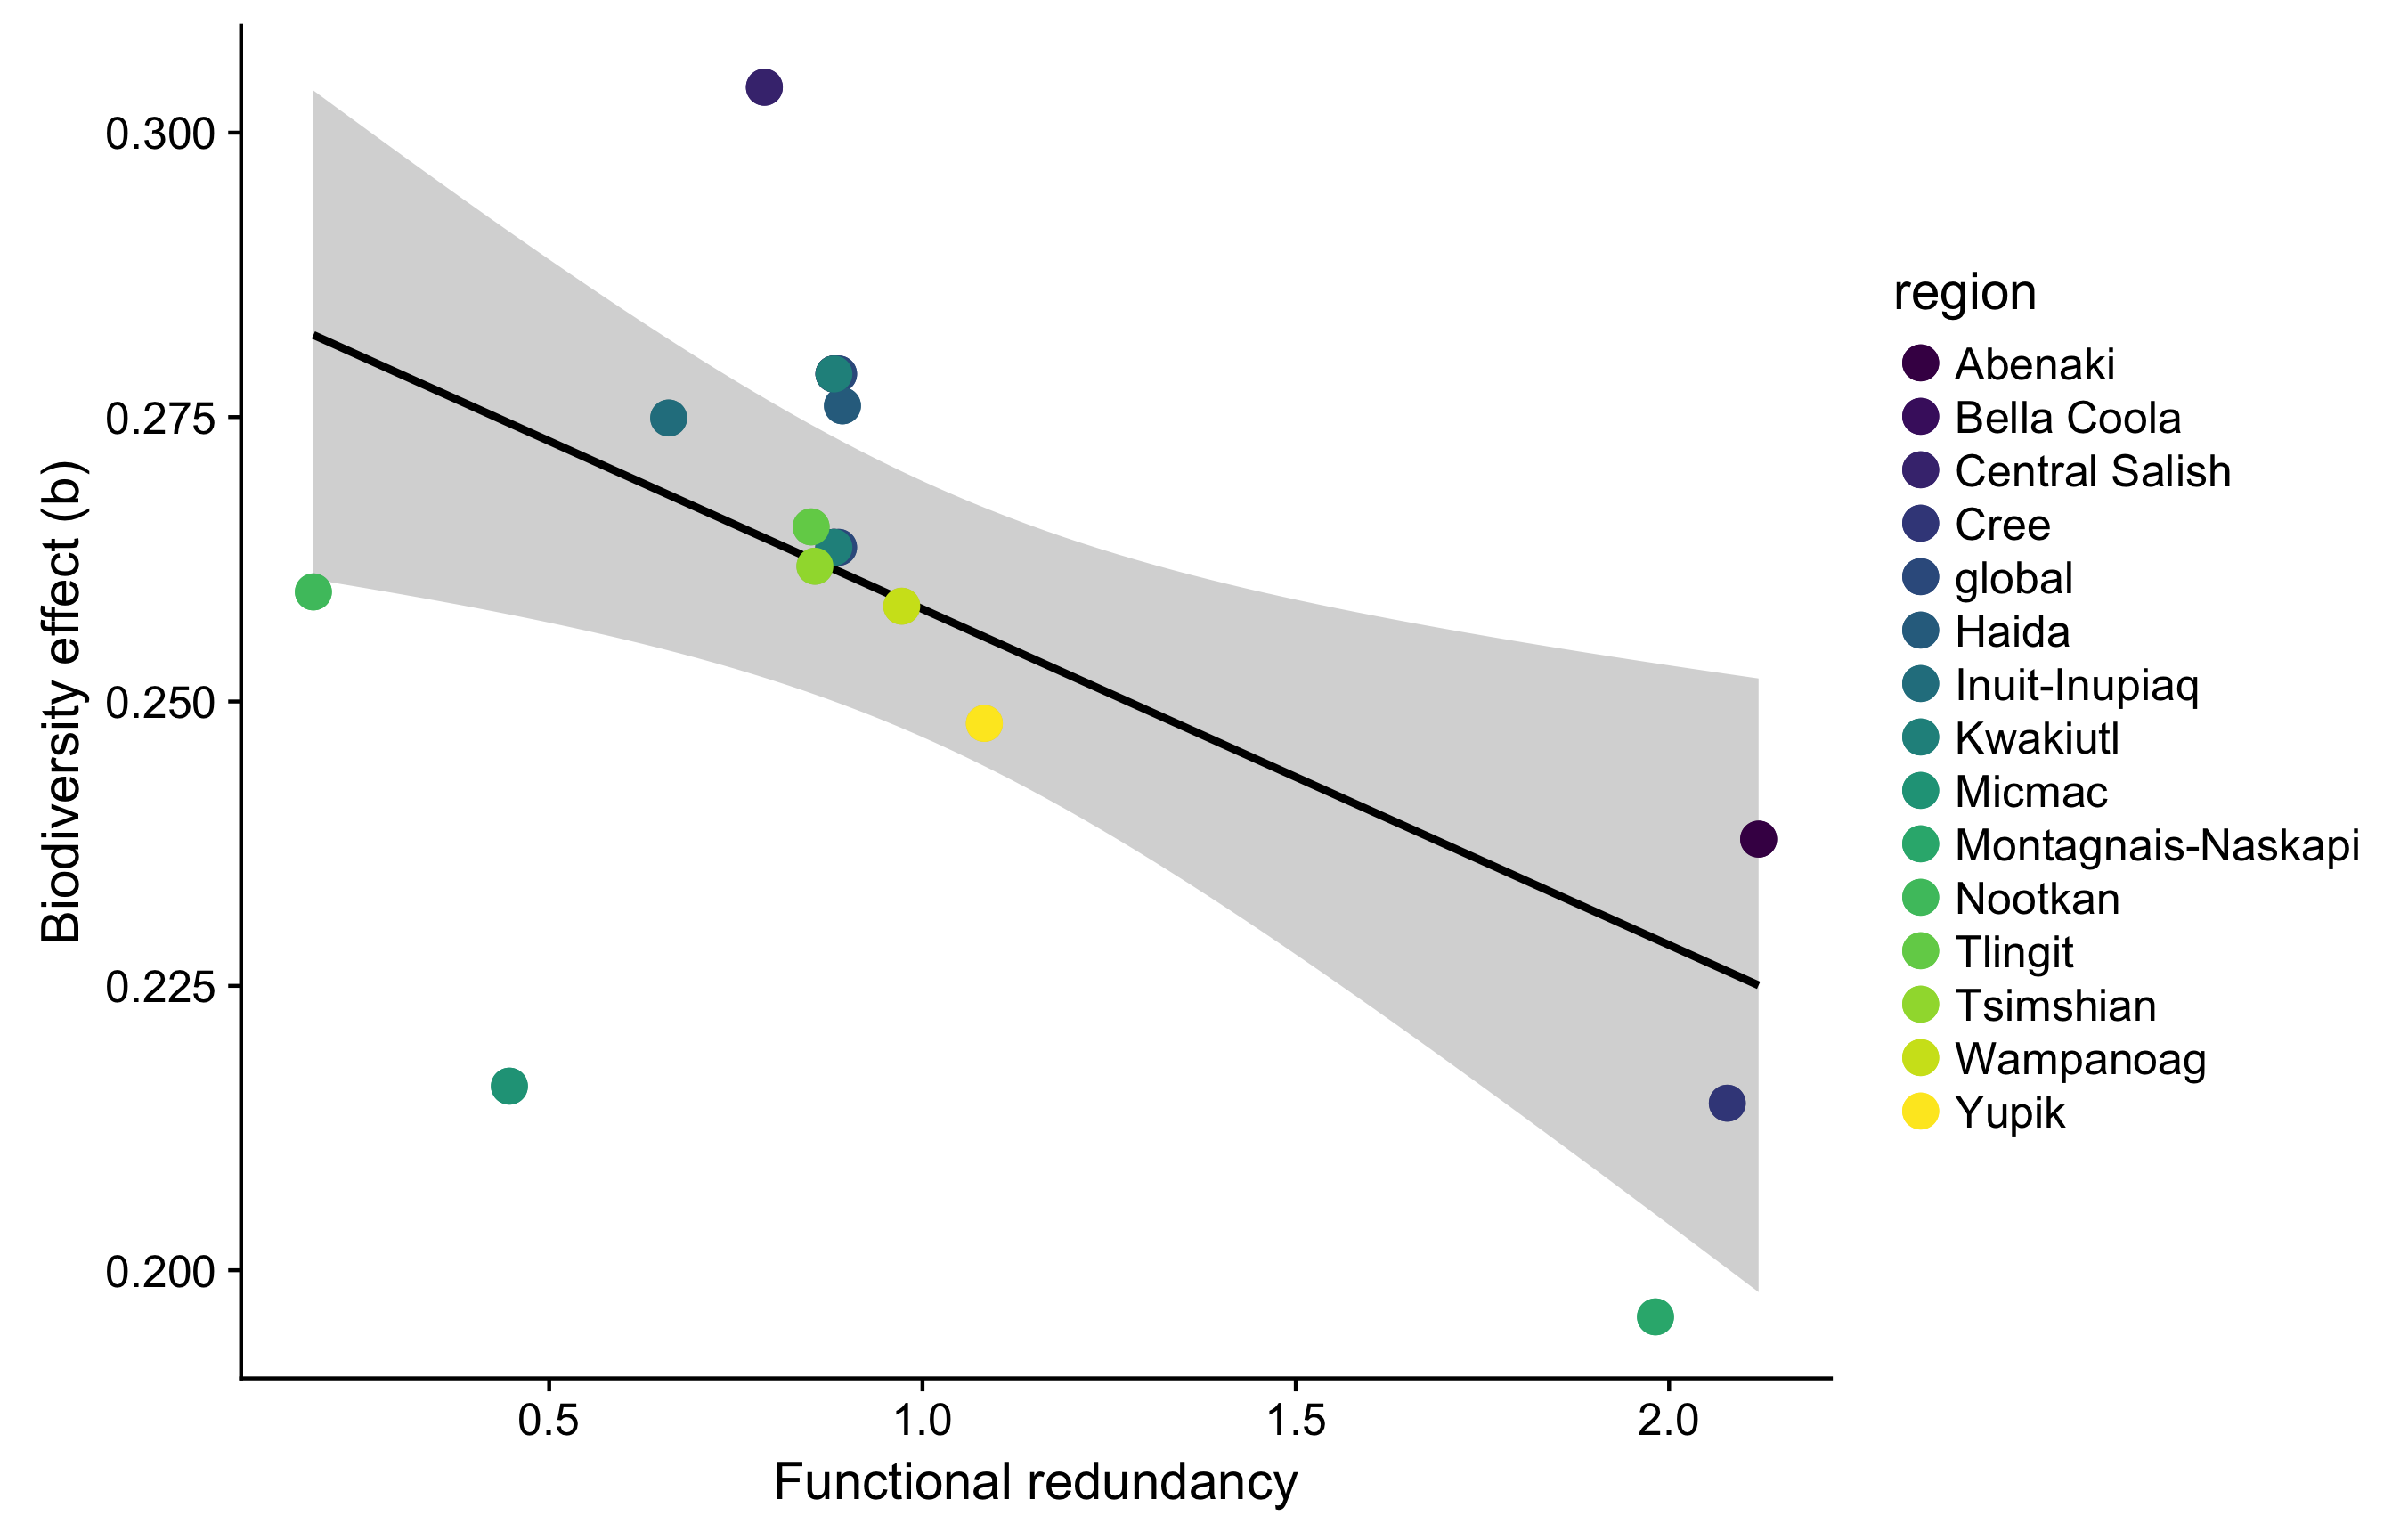 Biodiversity effect (b)
0.300
0.275
0.250
0.225
0.200
0.5 1.0 1.5 2.0
Functional redundancy
region
Abenaki
Bella Coola
Central Salish
Cree
global
Haida
Inuit-Inupiaq
Kwakiutl
Micmac
Montagnais-Naskapi
Nootkan
Tlingit
Tsimshian
Wampanoag
Yupik